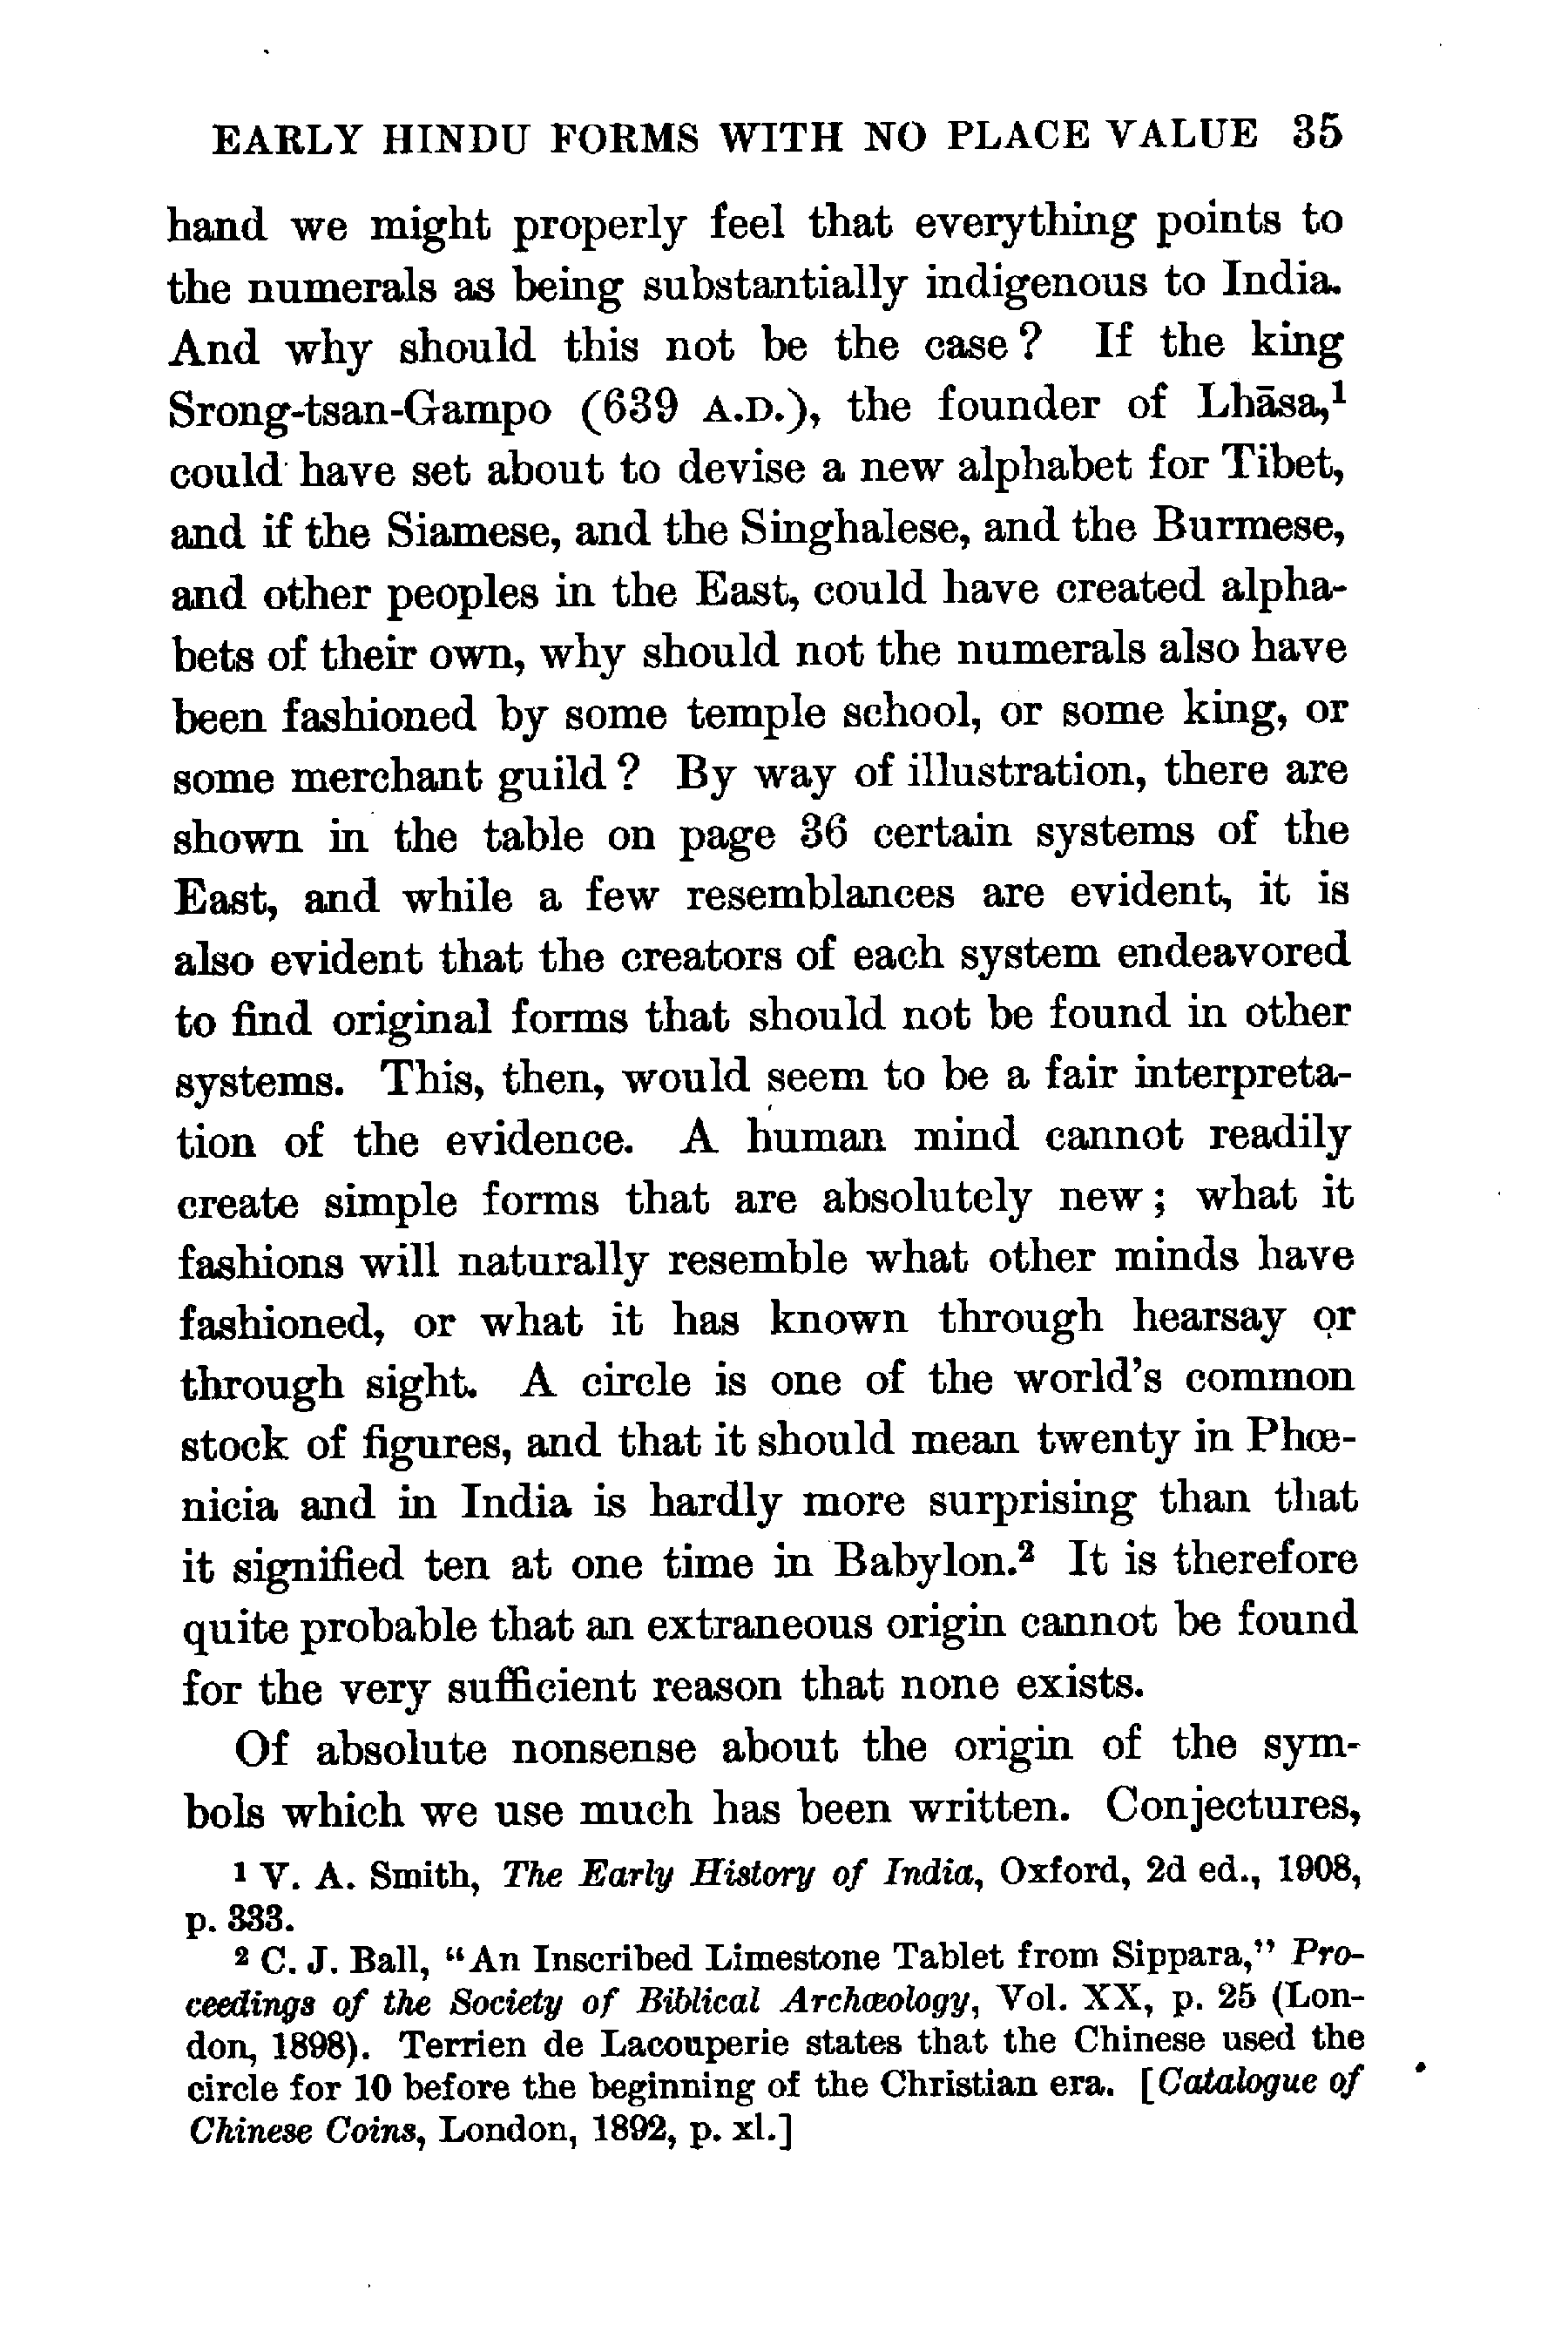 EARLY HINDU FORMS WITH NO PLACE VALUE 35
hand we might properly feel that everything points to
the numerals as being substantially indigenous to India.
And why should this not be the case? If the king
Srong-tsan-Gampo (639 A.D.), the founder of Lhāsa,¹
could have set about to devise a new alphabet for Tibet,
and if the Siamese, and the Singhalese, and the Burmese,
and other peoples in the East, could have created alpha-
bets of their own, why should not the numerals also have
been fashioned by some temple school, or some king, or
some merchant guild? By way of illustration, there are
shown in the table on page 36 certain systems of the
East, and while a few resemblances are evident, it is
also evident that the creators of each system endeavored
to find original forms that should not be found in other
systems. This, then, would seem to be a fair interpreta-
tion of the evidence. A human mind cannot readily
create simple forms that are absolutely new; what it
fashions will naturally resemble what other minds have
fashioned, or what it has known through hearsay or
through sight. A circle is one of the world's common
stock of figures, and that it should mean twenty in Phœ-
nicia and in India is hardly more surprising than that
it signified ten at one time in Babylon.² It is therefore
quite probable that an extraneous origin cannot be found
for the very sufficient reason that none exists.
Of absolute nonsense about the origin of the sym-
bols which we use much has been written. Conjectures,
¹ V. A. Smith, The Early History of India, Oxford, 2d ed., 1908,
p. 333.
² C. J. Ball, "An Inscribed Limestone Tablet from Sippara," Pro-
ceedings of the Society of Biblical Archæology, Vol. XX, p. 25 (Lon-
don, 1898). Terrien de Lacouperie states that the Chinese used the
circle for 10 before the beginning of the Christian era. [Catalogue of
Chinese Coins, London, 1892, p. xl.]